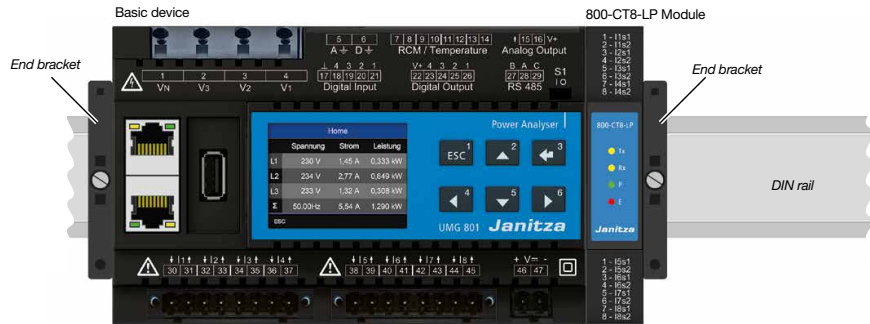 Basic device
800-CT8-LP Module
End bracket
End bracket
5 6
A D
7 8 9 10 11 12 13 14
RCM / Temperature
15 16 V+
Analog Output
1 2 3 4
VN V3 V2 V1
⊥ 4 3 2 1
17 18 19 20 21
Digital Input
V+ 4 3 2 1
22 23 24 25 26
Digital Output
B A C
27 28 29
RS 485
S1
I O
1 - I1s1
2 - I1s2
3 - I2s1
4 - I2s2
5 - I3s1
6 - I3s2
7 - I4s1
8 - I4s2
Home
Spannung Strom Leistung
L1 230 V 1,45 A 0,333 kW
L2 234 V 2,77 A 0,649 kW
L3 233 V 1,32 A 0,308 kW
Σ 50.00Hz 5,54 A 1.290 kW
ESC
Power Analyser
ESC 1
2
3
4
5
6
UMG 801 Janitza
800-CT8-LP
Tx
Rx
P
E
Janitza
DIN rail
I1 I2 I3 I4
30 31 32 33 34 35 36 37
I5 I6 I7 I8
38 39 40 41 42 43 44 45
+ V= -
46 47
1 - I5s1
2 - I5s2
3 - I6s1
4 - I6s2
5 - I7s1
6 - I7s2
7 - I8s1
8 - I8s2